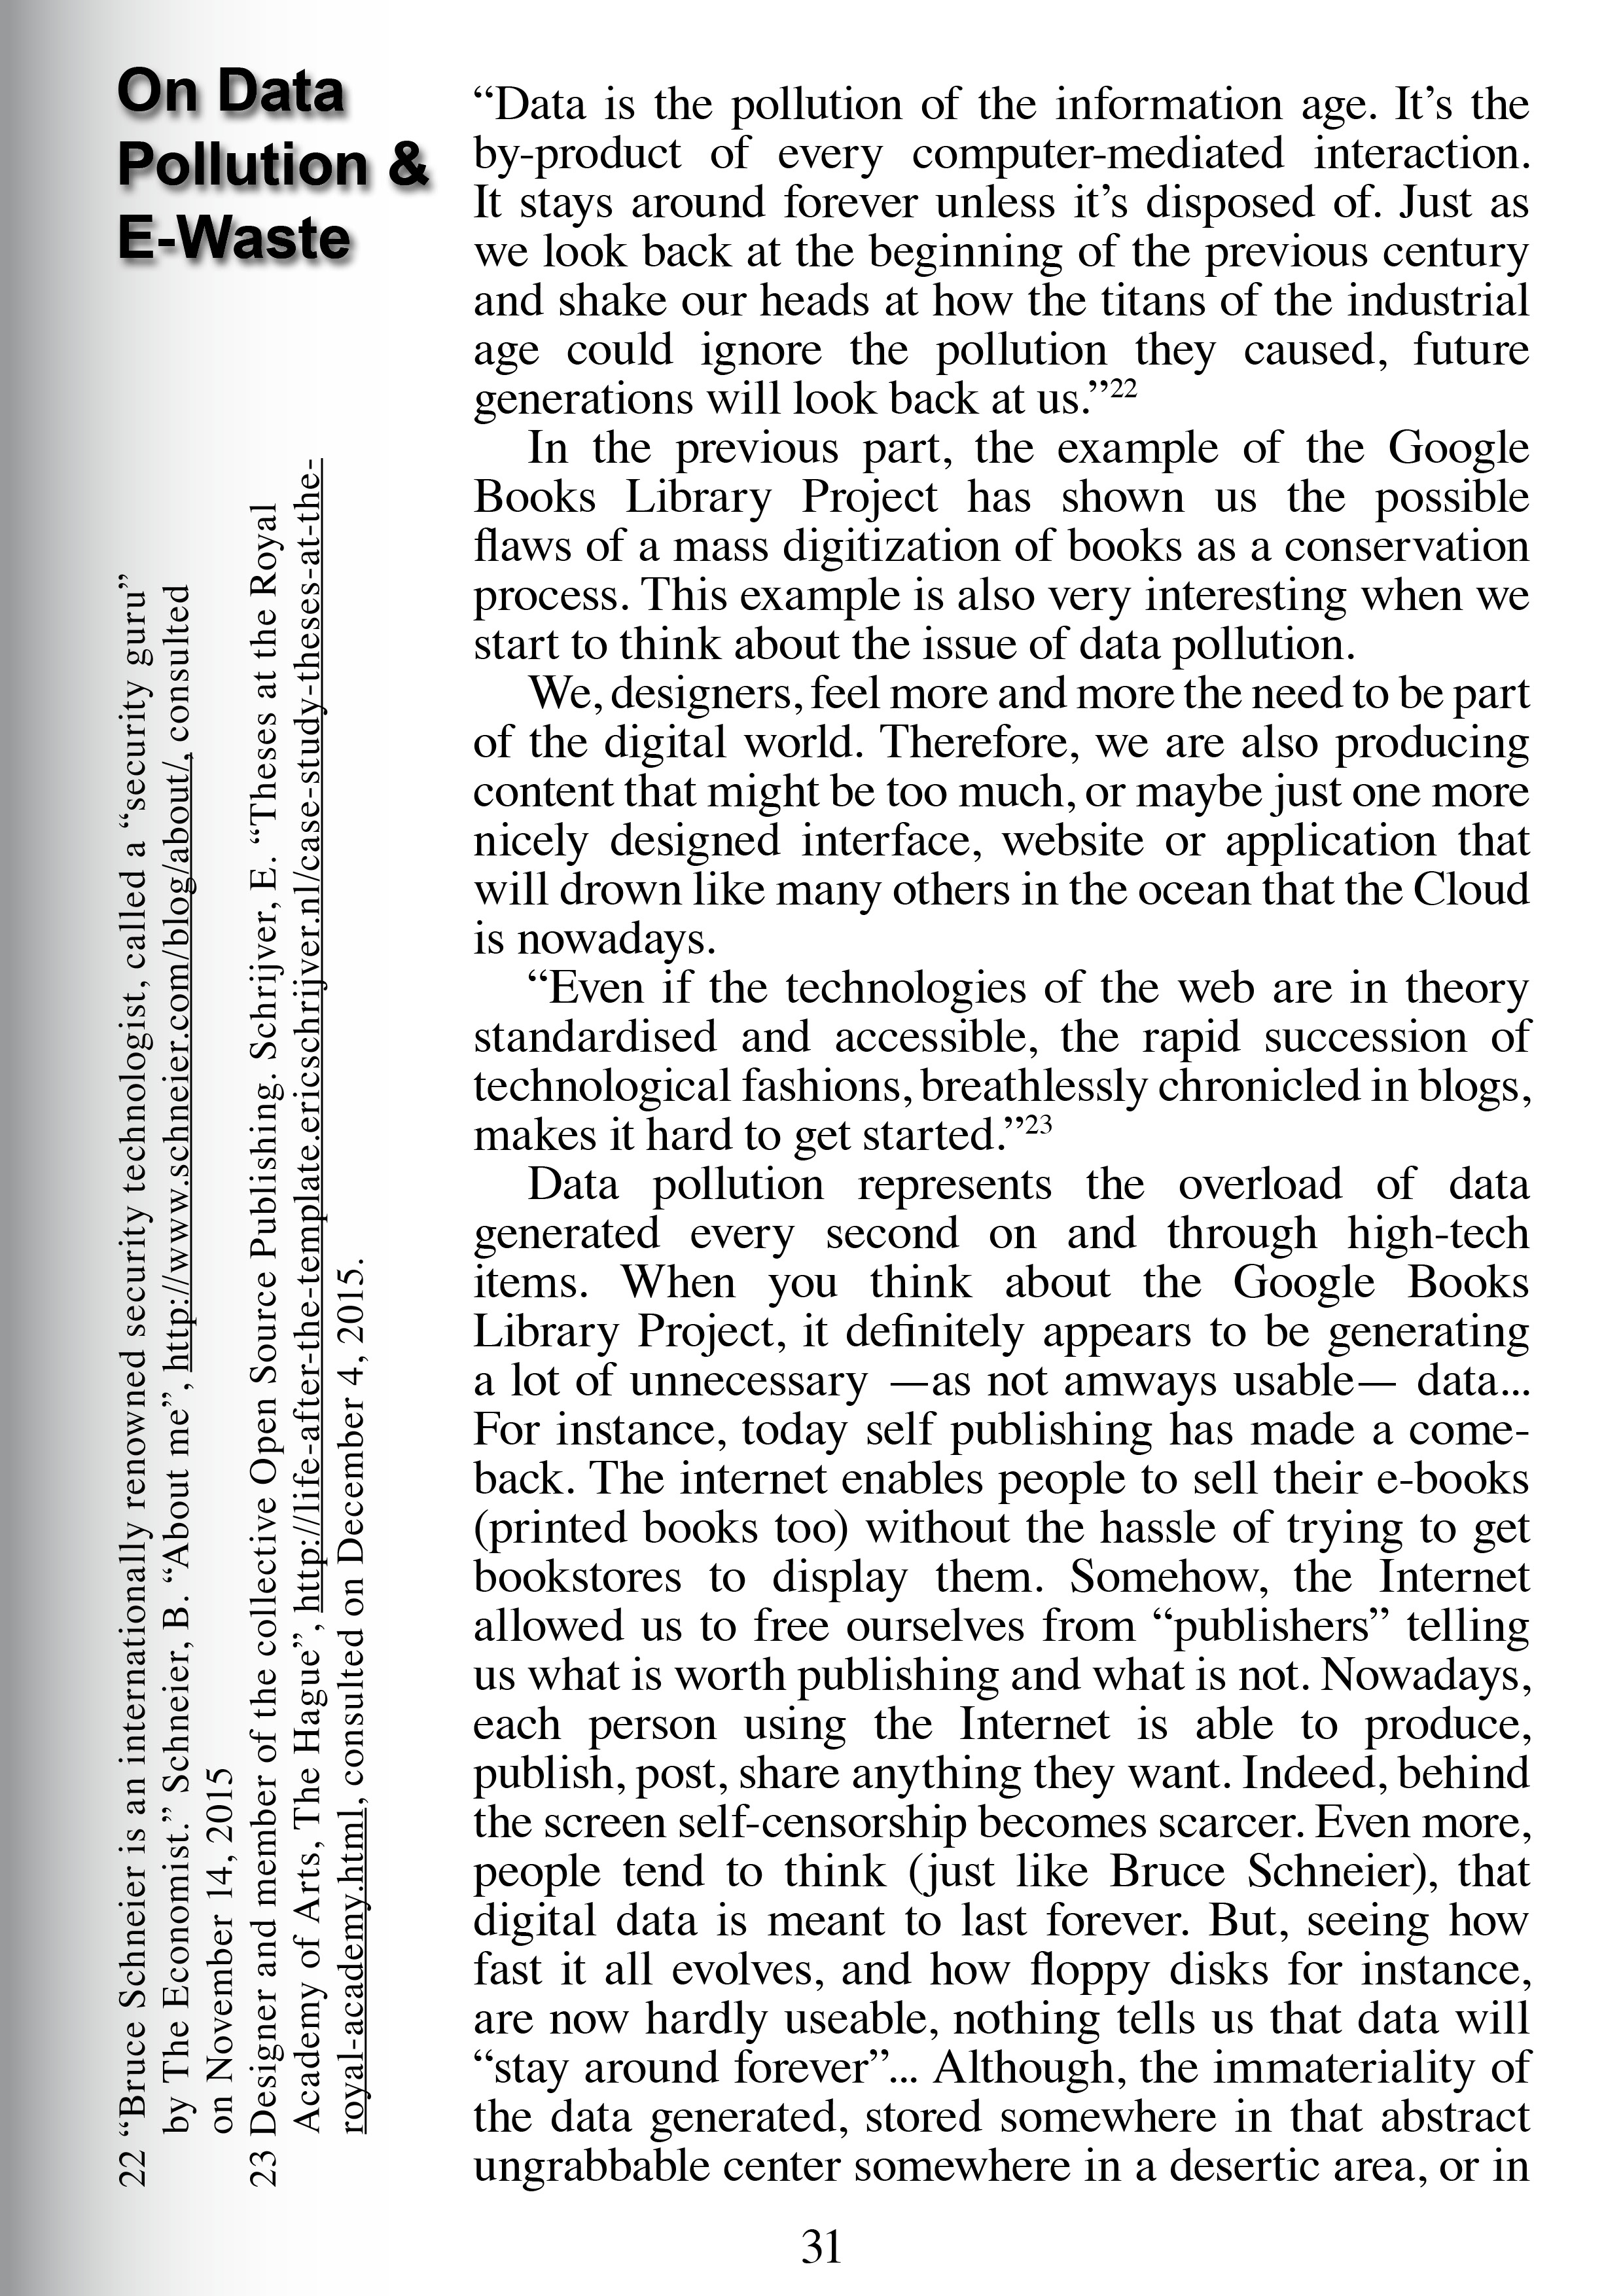 On Data
Pollution &
E-Waste
“Data is the pollution of the information age. It’s the
by-product of every computer-mediated interaction.
It stays around forever unless it’s disposed of. Just as
we look back at the beginning of the previous century
and shake our heads at how the titans of the industrial
age could ignore the pollution they caused, future
generations will look back at us.”22
In the previous part, the example of the Google
Books Library Project has shown us the possible
flaws of a mass digitization of books as a conservation
process. This example is also very interesting when we
start to think about the issue of data pollution.
We, designers, feel more and more the need to be part
of the digital world. Therefore, we are also producing
content that might be too much, or maybe just one more
nicely designed interface, website or application that
will drown like many others in the ocean that the Cloud
is nowadays.
“Even if the technologies of the web are in theory
standardised and accessible, the rapid succession of
technological fashions, breathlessly chronicled in blogs,
makes it hard to get started.”23
Data pollution represents the overload of data
generated every second on and through high-tech
items. When you think about the Google Books
Library Project, it definitely appears to be generating
a lot of unnecessary —as not amways usable— data...
For instance, today self publishing has made a come-
back. The internet enables people to sell their e-books
(printed books too) without the hassle of trying to get
bookstores to display them. Somehow, the Internet
allowed us to free ourselves from “publishers” telling
us what is worth publishing and what is not. Nowadays,
each person using the Internet is able to produce,
publish, post, share anything they want. Indeed, behind
the screen self-censorship becomes scarcer. Even more,
people tend to think (just like Bruce Schneier), that
digital data is meant to last forever. But, seeing how
fast it all evolves, and how floppy disks for instance,
are now hardly useable, nothing tells us that data will
“stay around forever”... Although, the immateriality of
the data generated, stored somewhere in that abstract
ungrabbable center somewhere in a desertic area, or in
22 “Bruce Schneier is an internationally renowned security technologist, called a “security guru”
by The Economist.” Schneier, B. “About me”, http://www.schneier.com/blog/about/, consulted
on November 14, 2015
23 Designer and member of the collective Open Source Publishing. Schrijver, E. “Theses at the Royal
Academy of Arts, The Hague”, http://life-after-the-template.ericschrijver.nl/case-study-theses-at-the-
royal-academy.html, consulted on December 4, 2015.
31